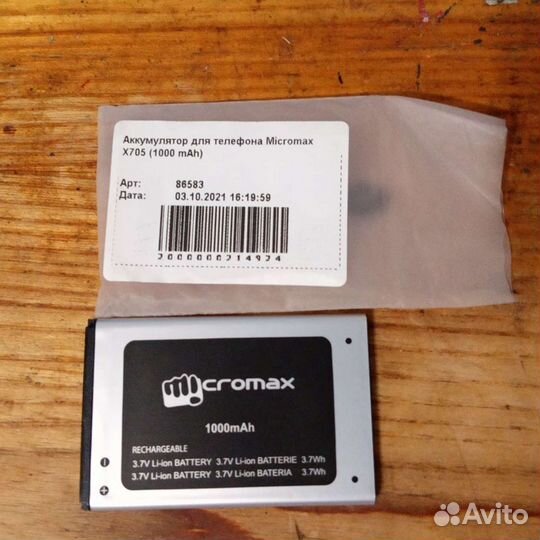 Аккумулятор для телефона Micromax
X705 (1000 mAh)
Арт: 86583
Дата: 03.10.2021 16:19:59
2000000214924
micromax
1000mAh
RECHARGEABLE
3.7V Li-ion BATTERY 3.7V Li-ion BATTERIE 3.7Wh
3.7V Li-ion BATTERY 3.7V Li-ion BATERIA 3.7Wh
Avito